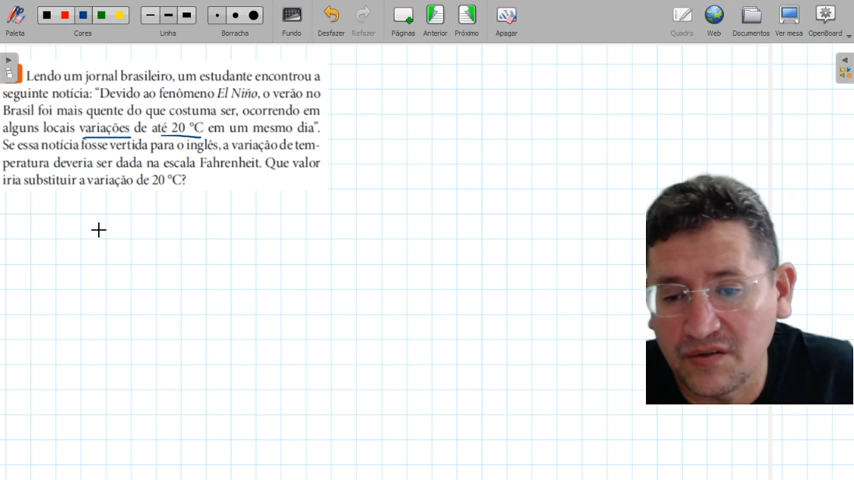 Paleta
Cores
Linha
Borracha
Fundo
Desfazer
Refazer
Páginas
Anterior
Próximo
Apagar
Quadro
Web
Documentos
Ver mesa
OpenBoard
Lendo um jornal brasileiro, um estudante encontrou a
seguinte notícia: “Devido ao fenômeno El Niño, o verão no
Brasil foi mais quente do que costuma ser, ocorrendo em
alguns locais variações de até 20 °C em um mesmo dia”.
Se essa notícia fosse vertida para o inglês, a variação de tem-
peratura deveria ser dada na escala Fahrenheit. Que valor
iria substituir a variação de 20 °C?